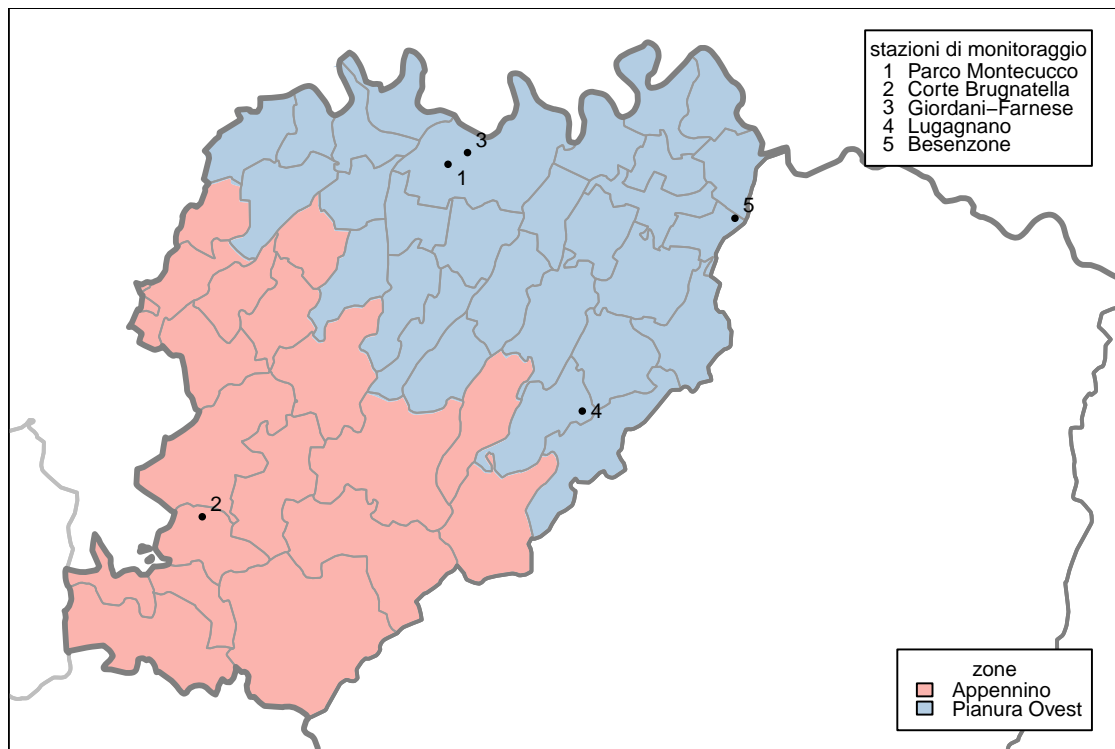 stazioni di monitoraggio
1 Parco Montecucco
2 Corte Brugnatella
3 Giordani−Farnese
4 Lugagnano
5 Besenzone
3
1
5
4
2
zone
Appennino
Pianura Ovest